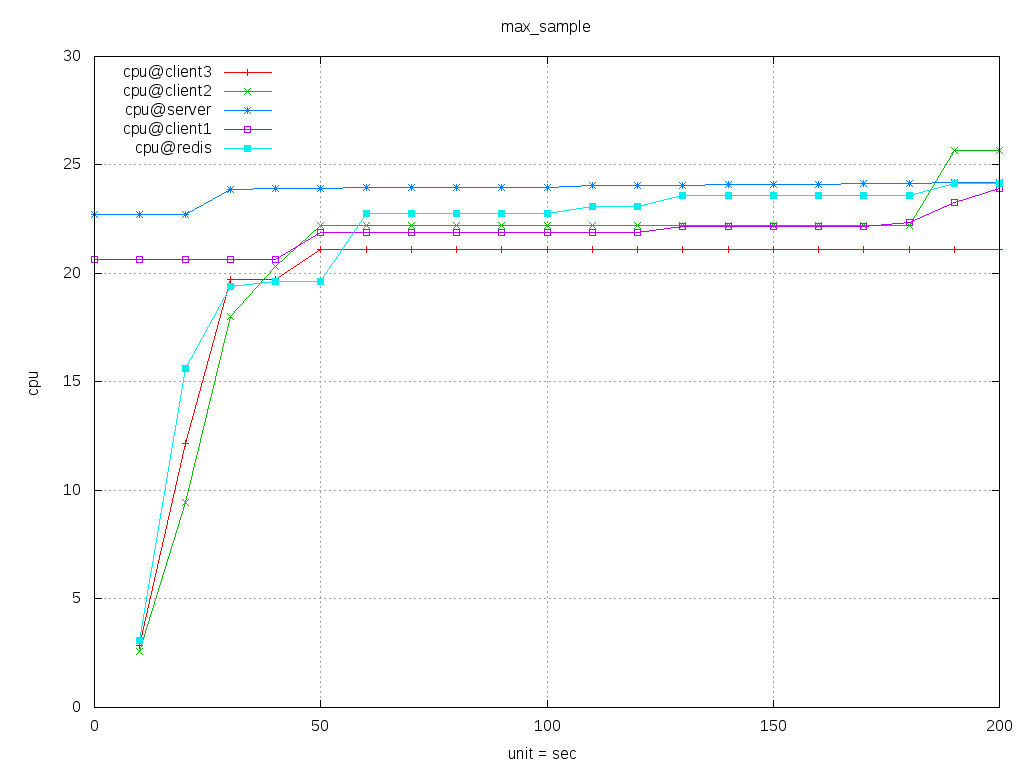 max_sample
30
cpu@client3
cpu@client2
cpu@server
cpu@client1
cpu@redis
25
20
15
cpu
10
5
0
0 50 100 150 200
unit = sec